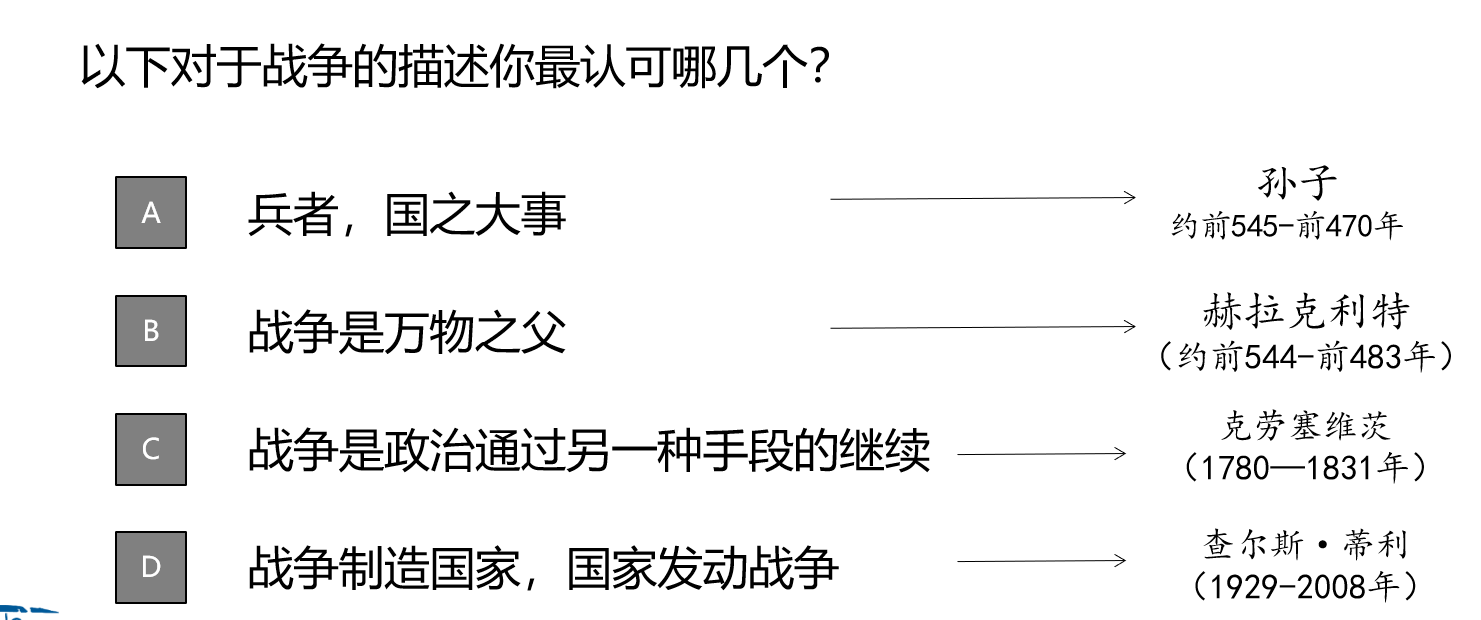 以下对于战争的描述你最认可哪几个？
A 兵者，国之大事
孙子
约前545-前470年
B 战争是万物之父
赫拉克利特
（约前544-前483年）
C 战争是政治通过另一种手段的继续
克劳塞维茨
（1780—1831年）
D 战争制造国家，国家发动战争
查尔斯·蒂利
（1929-2008年）